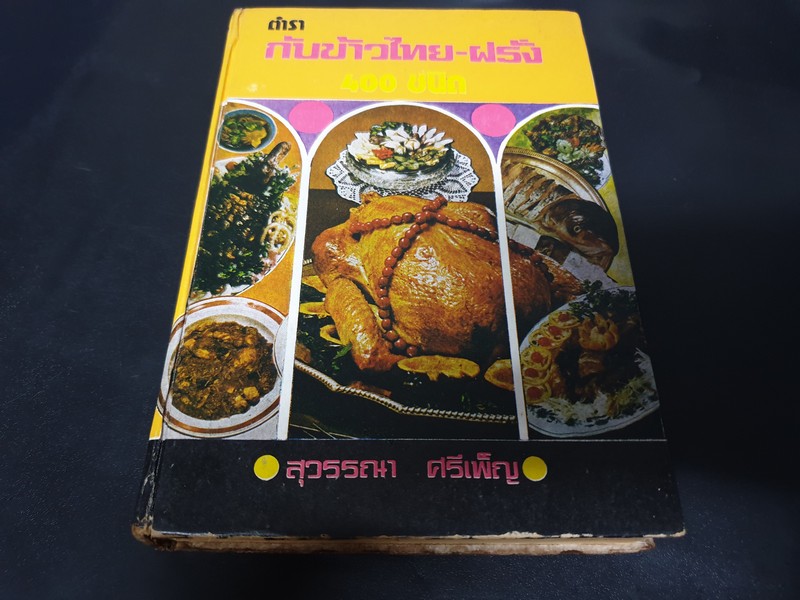 ตำรา
กับข้าวไทย-ฝรั่ง
400 ชนิด
สุวรรณา ศรีเพ็ญ